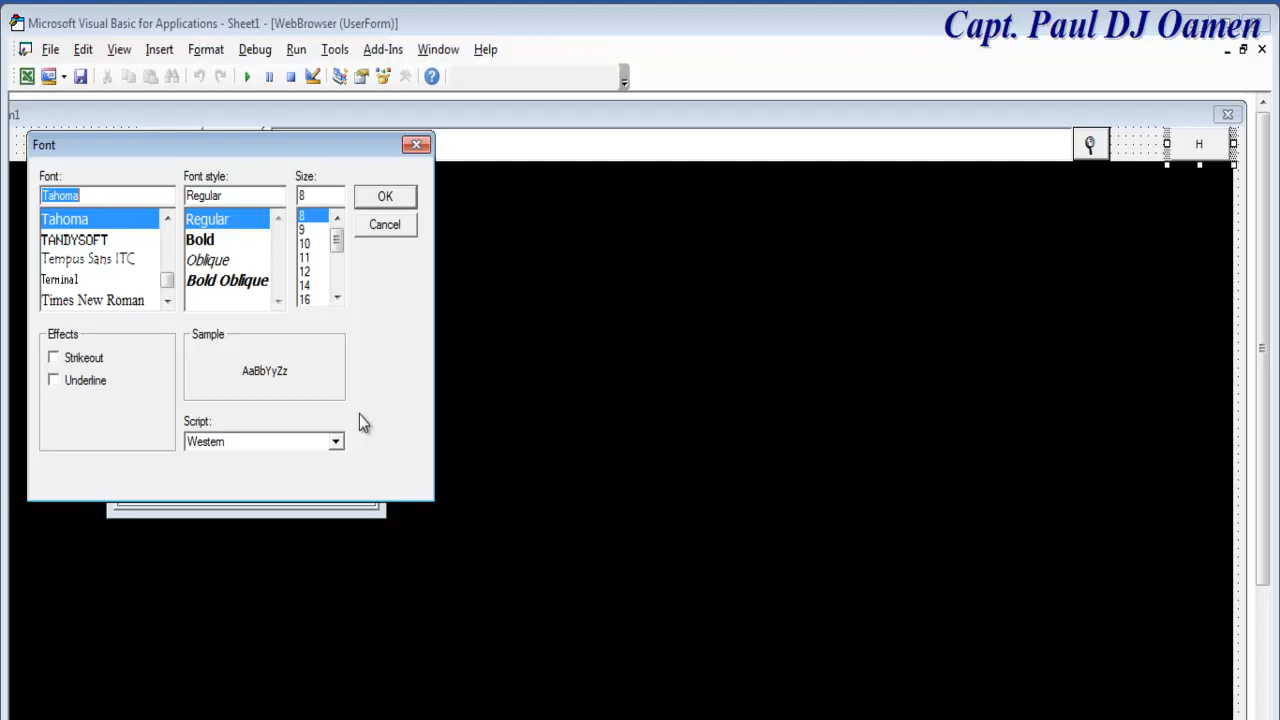 Microsoft Visual Basic for Applications - Sheet1 - [WebBrowser (UserForm)]
Capt. Paul DJ Oamen
File Edit View Insert Format Debug Run Tools Add-Ins Window Help
n1
H
Font
Font: Font style: Size:
Tahoma Regular 8
OK
Cancel
Tahoma Regular 8
TANDYSOFT Bold 9
Tempus Sans ITC Oblique 10
Terminal Bold Oblique 11
Times New Roman 12
14
16
Effects Sample
Strikeout
Underline
AaBbYyZz
Script:
Western